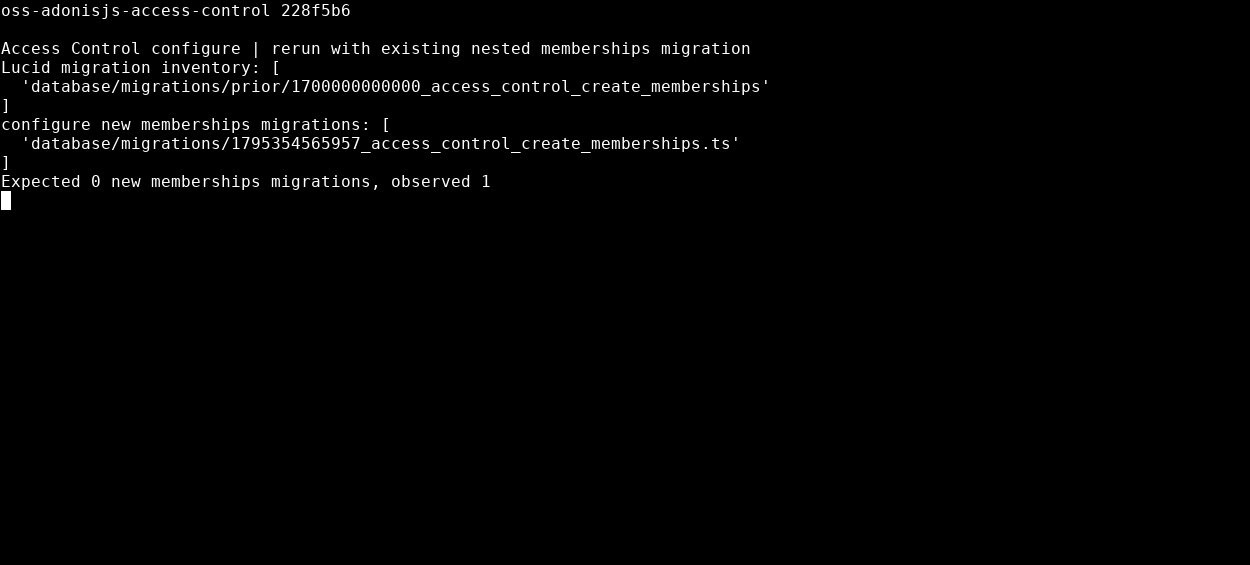 oss-adonisjs-access-control 228f5b6
Access Control configure | rerun with existing nested memberships migration
Lucid migration inventory: [
  'database/migrations/prior/1700000000000_access_control_create_memberships'
]
configure new memberships migrations: [
  'database/migrations/1795354565957_access_control_create_memberships.ts'
]
Expected 0 new memberships migrations, observed 1